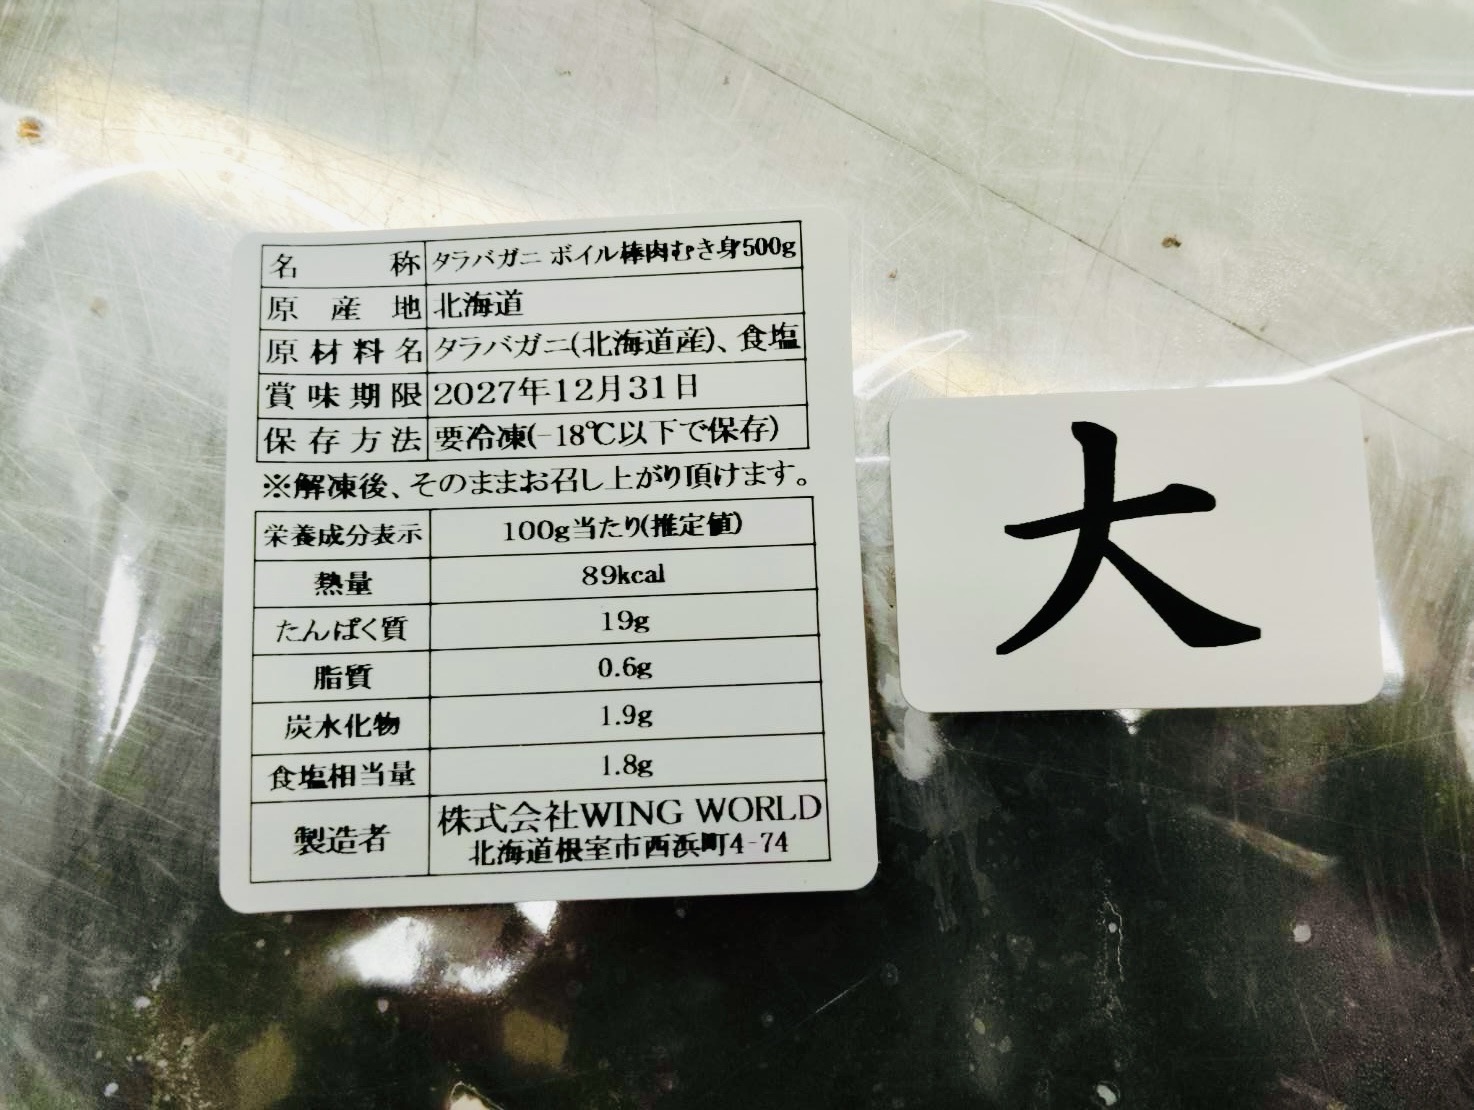 名称 タラバガニ ボイル棒肉むき身500g
原産地 北海道
原材料名 タラバガニ(北海道産)、食塩
賞味期限 2027年12月31日
保存方法 要冷凍(-18℃以下で保存)
※解凍後、そのままお召し上がり頂けます。
栄養成分表示 100g当たり(推定値)
熱量 89kcal
たんぱく質 19g
脂質 0.6g
炭水化物 1.9g
食塩相当量 1.8g
製造者 株式会社WING WORLD
北海道根室市西浜町4-74
大